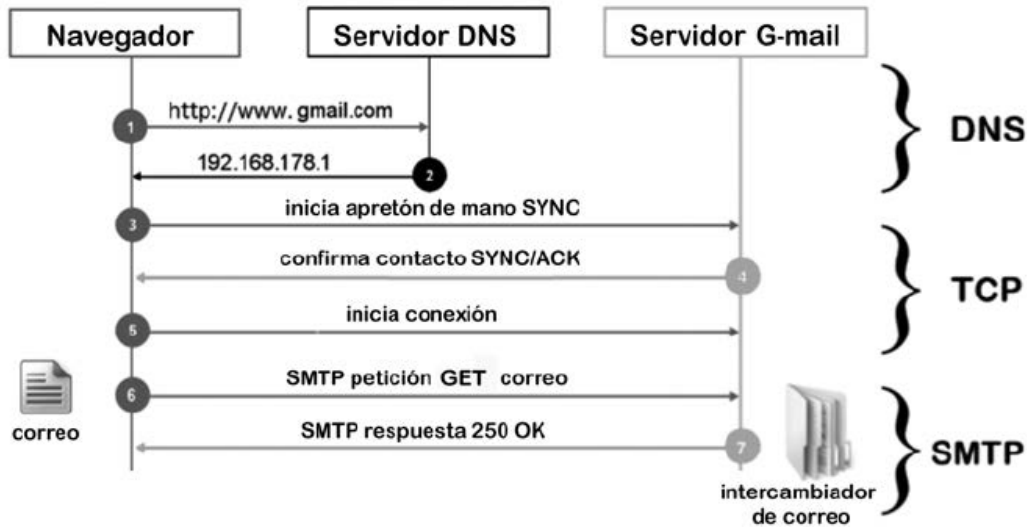 Navegador
Servidor DNS
Servidor G-mail
1
http://www. gmail.com
DNS
192.168.178.1
2
3
inicia apretón de mano SYNC
confirma contacto SYNC/ACK
4
TCP
5
inicia conexión
6
SMTP petición GET correo
correo
SMTP respuesta 250 OK
7
SMTP
intercambiador
de correo